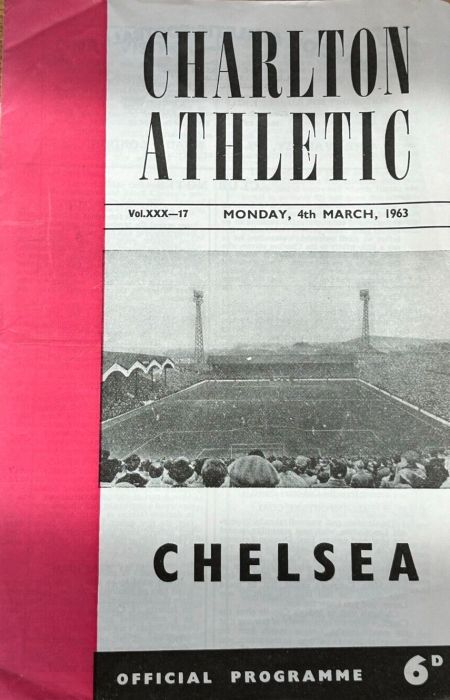 CHARLTON
ATHLETIC
Vol.XXX—17 MONDAY, 4th MARCH, 1963
CHELSEA
OFFICIAL PROGRAMME 6D